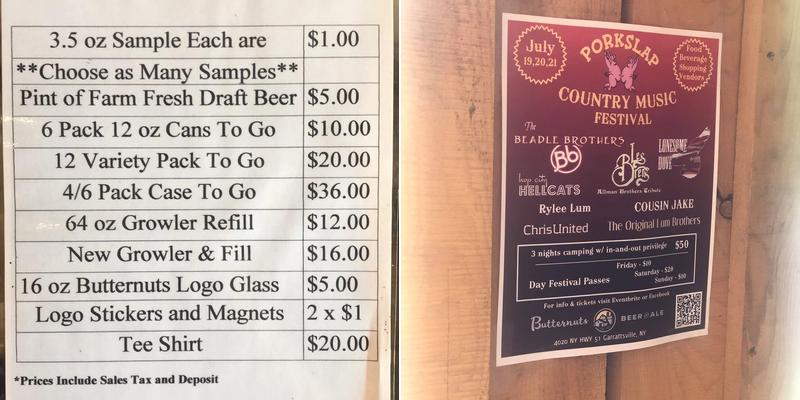 3.5 oz Sample Each are $1.00
**Choose as Many Samples**
Pint of Farm Fresh Draft Beer $5.00
6 Pack 12 oz Cans To Go $10.00
12 Variety Pack To Go $20.00
4/6 Pack Case To Go $36.00
64 oz Growler Refill $12.00
New Growler & Fill $16.00
16 oz Butternuts Logo Glass $5.00
Logo Stickers and Magnets 2 x $1
Tee Shirt $20.00
*Prices Include Sales Tax and Deposit
July
19,20,21
PORKSLAP
Food
Beverage
Shopping
Vendors
COUNTRY MUSIC
FESTIVAL
The
BEADLE BROTHERS
Bb
Les
Brers
Allman Brothers Tribute
LONESOME
DOVE
hop city
HELLCATS
Rylee Lum
COUSIN JAKE
ChrisUnited
The Original Lum Brothers
3 nights camping w/ in-and-out privilege $50
Day Festival Passes
Friday - $10
Saturday - $20
Sunday - $10
For info & tickets visit Eventbrite or Facebook
Butternuts BEER & ALE
4020 NY HWY 51 Garrattsville, NY